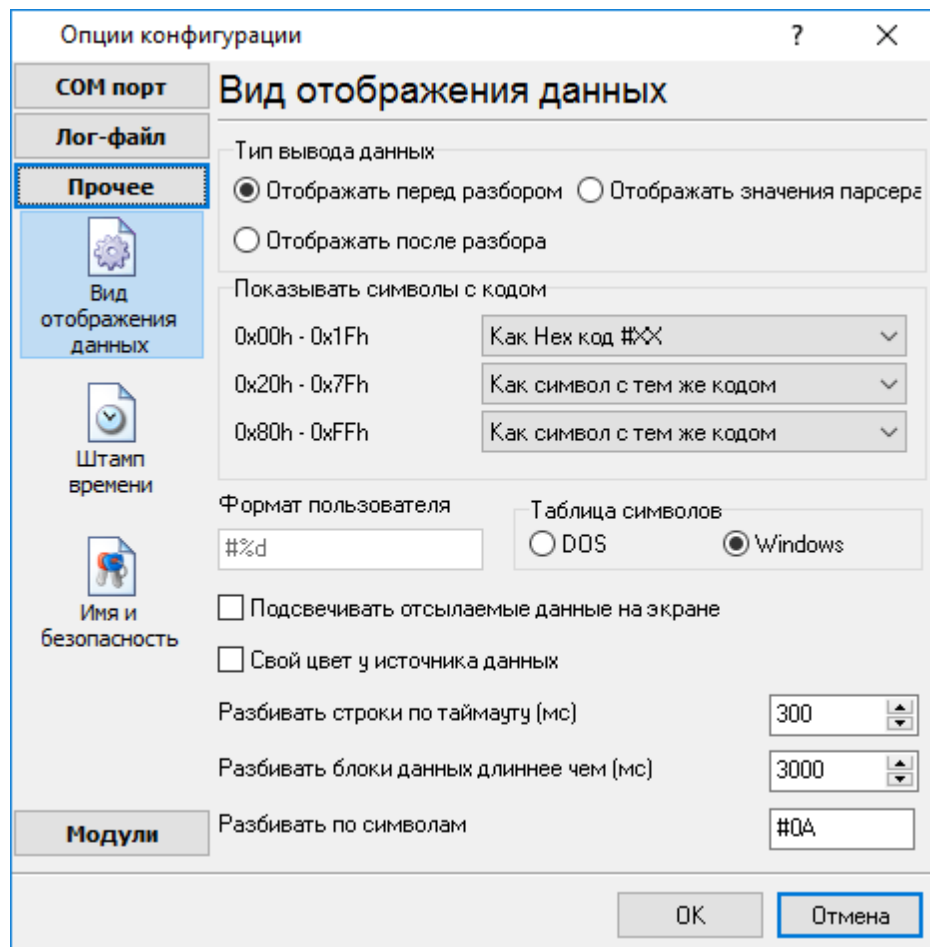 Опции конфигурации
?
COM порт
Лог-файл
Прочее
Вид
отображения
данных
Штамп
времени
Имя и
безопасность
Модули
Вид отображения данных
Тип вывода данных
Отображать перед разбором Отображать значения парсера
Отображать после разбора
Показывать символы с кодом
0x00h - 0x1Fh Как Hex код #XX
0x20h - 0x7Fh Как символ с тем же кодом
0x80h - 0xFFh Как символ с тем же кодом
Формат пользователя
#%d
Таблица символов
DOS Windows
Подсвечивать отсылаемые данные на экране
Свой цвет у источника данных
Разбивать строки по таймауту (мс) 300
Разбивать блоки данных длиннее чем (мс) 3000
Разбивать по символам #0A
OK Отмена